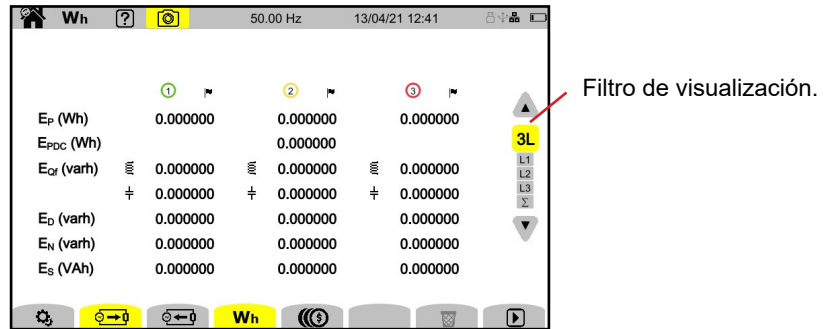 Wh ? 50.00 Hz 13/04/21 12:41
1 2 3
Filtro de visualización.
EP (Wh) 0.000000 0.000000 0.000000
EPDC (Wh) 0.000000
3L
EQf (varh) 0.000000 0.000000 0.000000
L1
L2
L3
Σ
0.000000 0.000000 0.000000
ED (varh) 0.000000 0.000000 0.000000
EN (varh) 0.000000 0.000000 0.000000
ES (VAh) 0.000000 0.000000 0.000000
Wh $